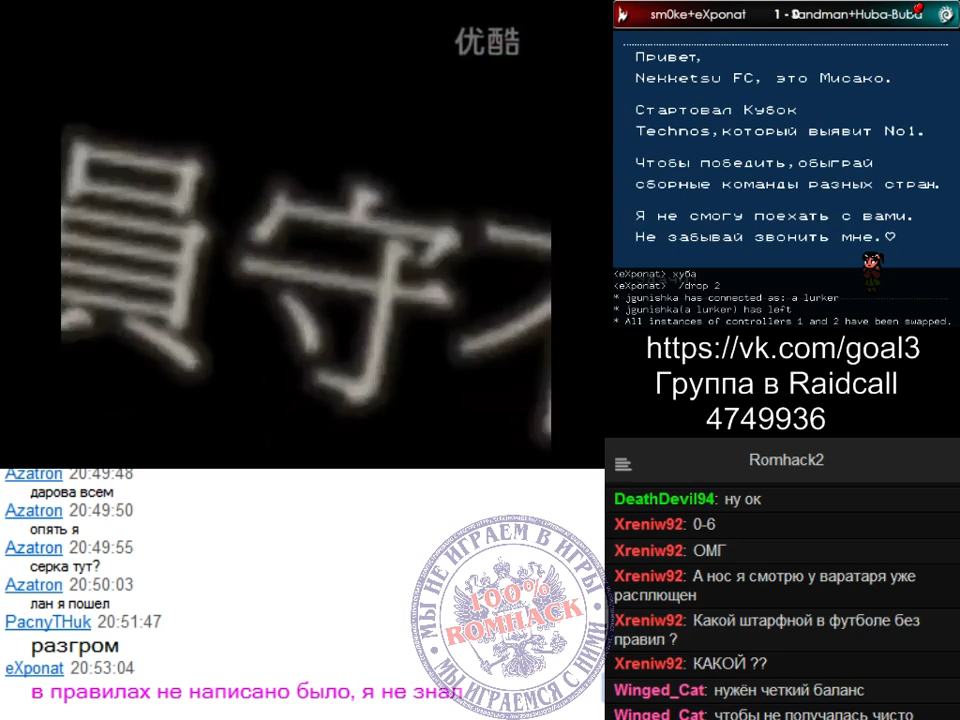 优酷
員守
sm0ke+eXponat 1 - 0 Sandman+Huba-Buba
Привет,
Nekketsu FC, это Мисако.
Стартовал Кубок
Technos,который выявит No1.
Чтобы победить,обыграй
сборные команды разных стран.
Я не смогу поехать с вами.
Не забывай звонить мне.♡
<eXponat> хуба
<eXponat> /drop 2
* jgunishka has connected as: a lurker
* jgunishka(a lurker) has left
* All instances of controllers 1 and 2 have been swapped.
https://vk.com/goal3
Группа в Raidcall
4749936
Romhack2
DeathDevil94: ну ок
Xreniw92: 0-6
Xreniw92: ОМГ
Xreniw92: А нос я смотрю у варатаря уже
расплющен
Xreniw92: Какой штарфной в футболе без
правил ?
Xreniw92: КАКОЙ ??
Winged_Cat: нужён четкий баланс
Winged_Cat: чтобы не получалась чисто
Azatron 20:49:48
дарова всем
Azatron 20:49:50
опять я
Azatron 20:49:55
серка тут?
Azatron 20:50:03
лан я пошел
PacnyTHuk 20:51:47
разгром
eXponat 20:53:04
в правилах не написано было, я не знал
МЫ НЕ ИГРАЕМ В ИГРЫ
100%
ROMHACK
МЫ ИГРАЕМСЯ С НИМИ